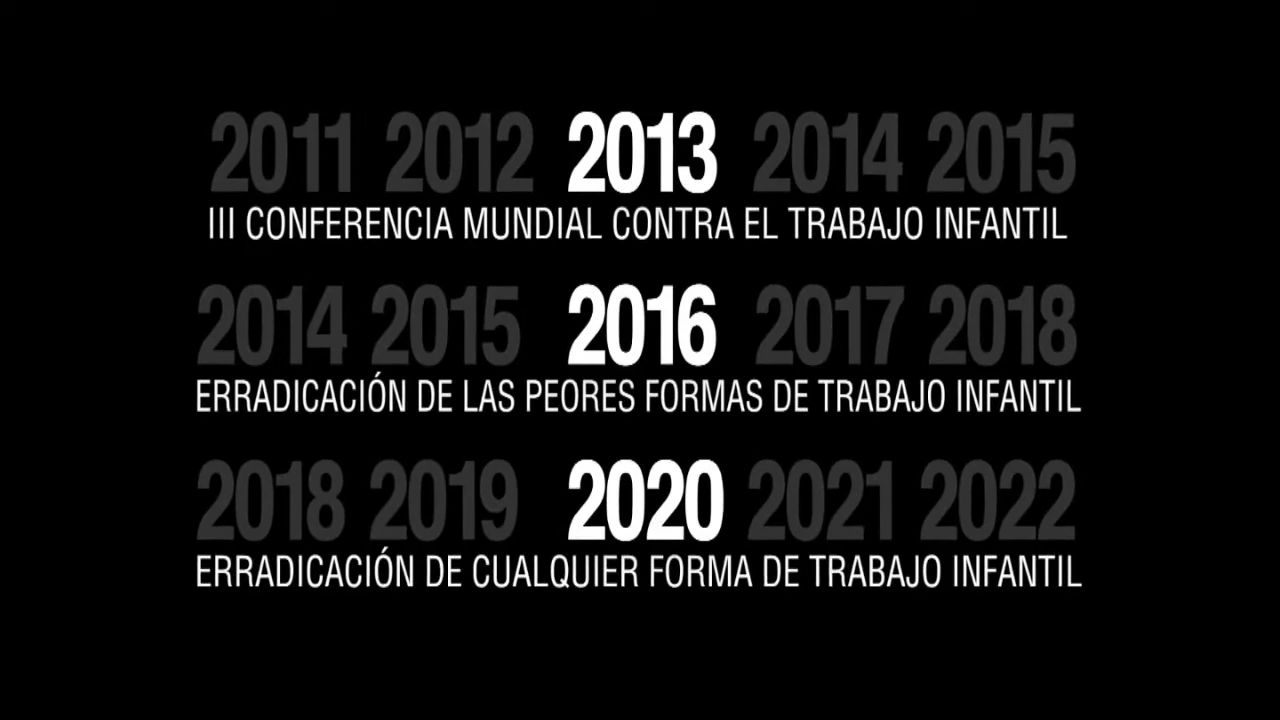 2011 2012 2013 2014 2015
III CONFERENCIA MUNDIAL CONTRA EL TRABAJO INFANTIL
2014 2015 2016 2017 2018
ERRADICACIÓN DE LAS PEORES FORMAS DE TRABAJO INFANTIL
2018 2019 2020 2021 2022
ERRADICACIÓN DE CUALQUIER FORMA DE TRABAJO INFANTIL